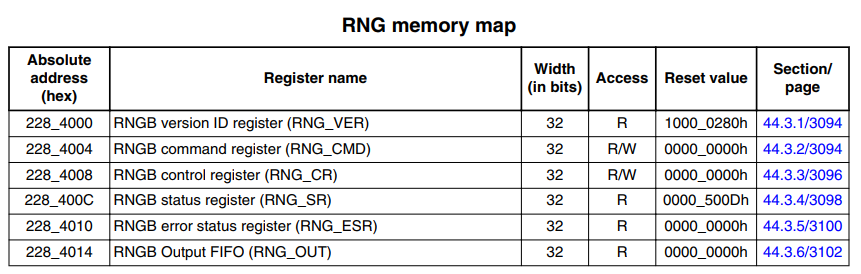 RNG memory map
Absolute address (hex) Register name Width (in bits) Access Reset value Section/ page
228_4000 RNGB version ID register (RNG_VER) 32 R 1000_0280h 44.3.1/3094
228_4004 RNGB command register (RNG_CMD) 32 R/W 0000_0000h 44.3.2/3094
228_4008 RNGB control register (RNG_CR) 32 R/W 0000_0000h 44.3.3/3096
228_400C RNGB status register (RNG_SR) 32 R 0000_500Dh 44.3.4/3098
228_4010 RNGB error status register (RNG_ESR) 32 R 0000_0000h 44.3.5/3100
228_4014 RNGB Output FIFO (RNG_OUT) 32 R 0000_0000h 44.3.6/3102